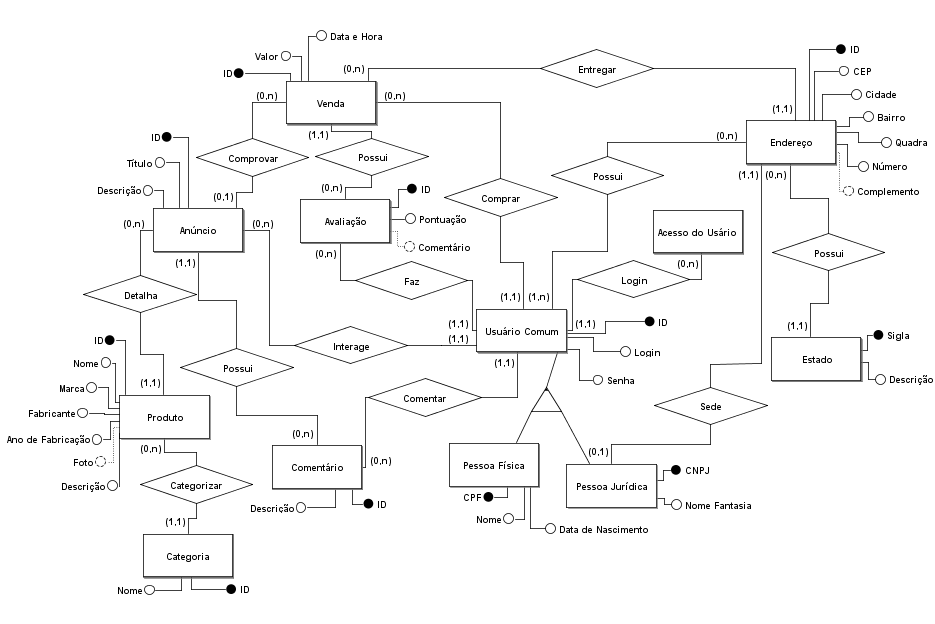 Data e Hora
Valor
ID
(0,n)
Entregar
ID
CEP
Cidade
Bairro
Quadra
Número
Complemento
(0,n)
Venda
(0,n)
(1,1)
(1,1)
Endereço
(0,n)
(1,1)
(0,n)
ID
Título
Descrição
Comprovar
(0,1)
Possui
(0,n)
Comprar
Possui
(0,n)
Anúncio
(0,n)
(1,1)
Avaliação
ID
Pontuação
Comentário
(0,n)
Acesso do Usário
(0,n)
Possui
Detalha
Faz
Login
(1,1)
(1,n)
(1,1)
(1,1)
(1,1)
Usuário Comum
(1,1)
ID
Login
Senha
(1,1)
Estado
Sigla
Descrição
Interage
Possui
Comentar
Sede
ID
Nome
Marca
Fabricante
Ano de Fabricação
Foto
Descrição
(1,1)
Produto
(0,n)
(0,n)
Comentário
(0,n)
Descrição
ID
Pessoa Física
CPF
Nome
Data de Nascimento
(0,1)
Pessoa Jurídica
CNPJ
Nome Fantasia
Categorizar
(1,1)
Categoria
Nome
ID